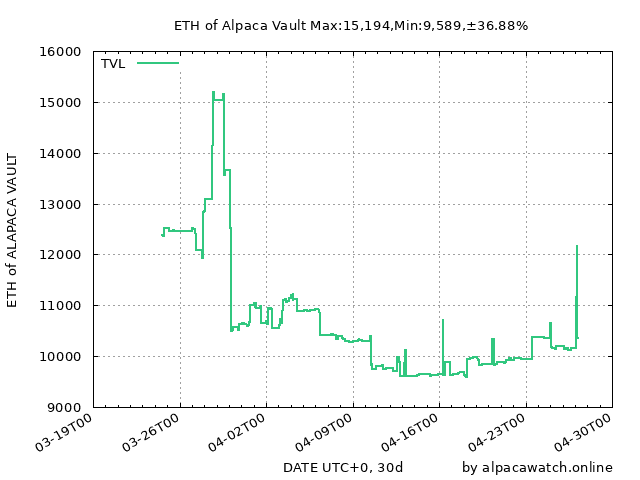 ETH of Alpaca Vault Max:15,194,Min:9,589,±36.88%
TVL
16000
15000
14000
13000
12000
11000
10000
9000
ETH of ALAPACA VAULT
03-19T00
03-26T00
04-02T00
04-09T00
04-16T00
04-23T00
04-30T00
DATE UTC+0, 30d
by alpacawatch.online